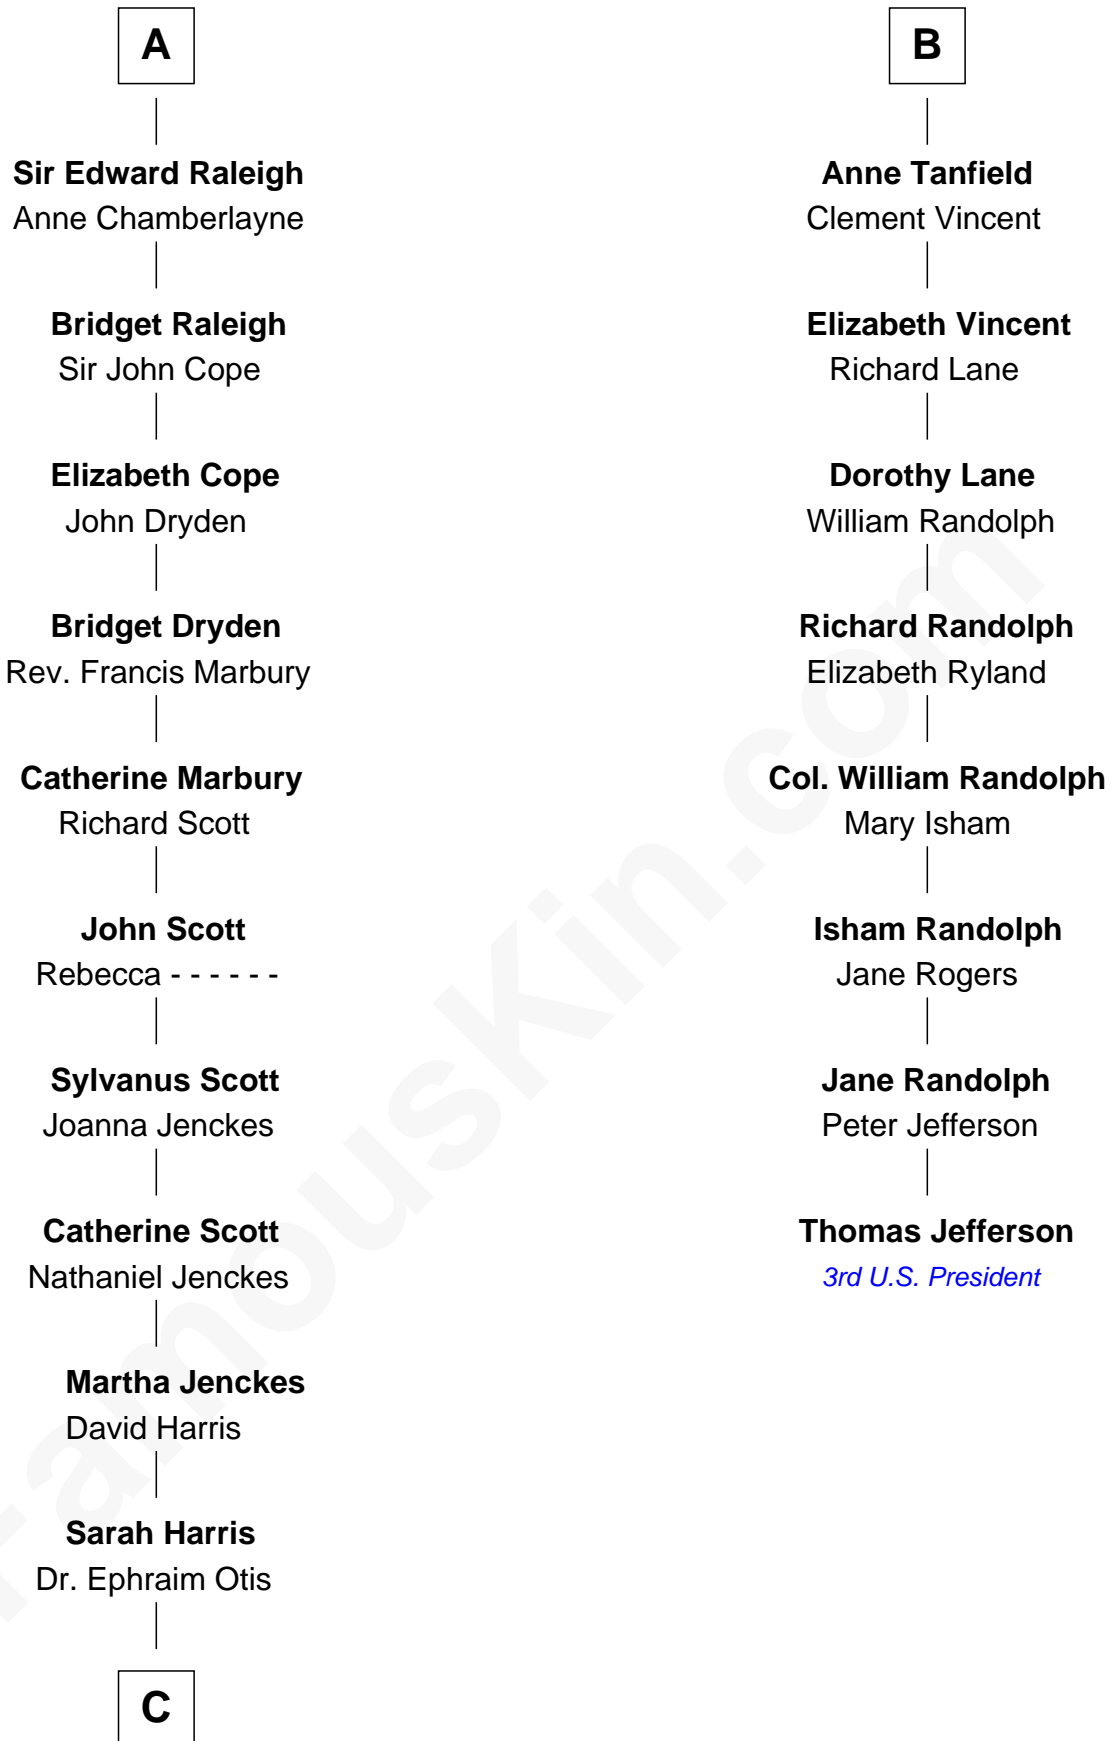 A
Sir Edward Raleigh
Anne Chamberlayne
Bridget Raleigh
Sir John Cope
Elizabeth Cope
John Dryden
Bridget Dryden
Rev. Francis Marbury
Catherine Marbury
Richard Scott
John Scott
Rebecca - - - - - -
Sylvanus Scott
Joanna Jenckes
Catherine Scott
Nathaniel Jenckes
Martha Jenckes
David Harris
Sarah Harris
Dr. Ephraim Otis
C
B
Anne Tanfield
Clement Vincent
Elizabeth Vincent
Richard Lane
Dorothy Lane
William Randolph
Richard Randolph
Elizabeth Ryland
Col. William Randolph
Mary Isham
Isham Randolph
Jane Rogers
Jane Randolph
Peter Jefferson
Thomas Jefferson
3rd U.S. President
FamousKin.com